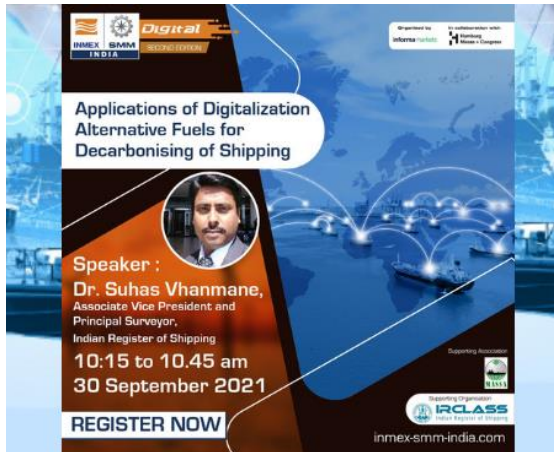 INMEX SMM
INDIA
Digital
SECOND EDITION
Organised by
informa markets
In collaboration with
Hamburg
Messe + Congress
Applications of Digitalization
Alternative Fuels for
Decarbonising of Shipping
Speaker :
Dr. Suhas Vhanmane,
Associate Vice President and
Principal Surveyor,
Indian Register of Shipping
10:15 to 10.45 am
30 September 2021
REGISTER NOW
Supporting Association
MASSA
Supporting Organisation
IRCLASS
Indian Register of Shipping
inmex-smm-india.com